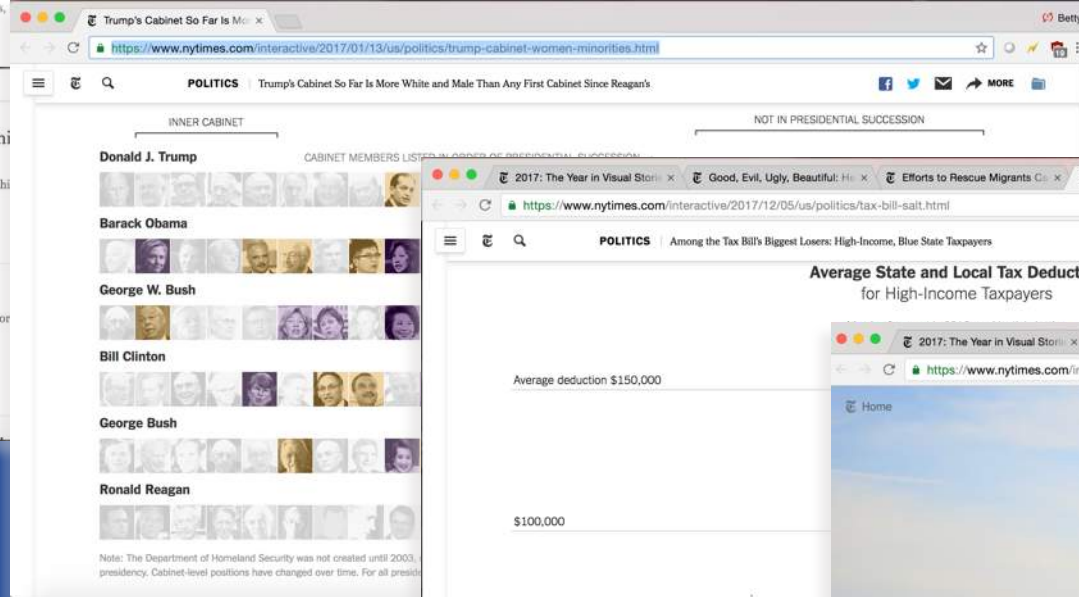 Trump's Cabinet So Far Is Mo
Betty
https://www.nytimes.com/interactive/2017/01/13/us/politics/trump-cabinet-women-minorities.html
POLITICS Trump's Cabinet So Far Is More White and Male Than Any First Cabinet Since Reagan's
MORE
INNER CABINET
NOT IN PRESIDENTIAL SUCCESSION
Donald J. Trump
CABINET MEMBERS LISTED IN ORDER OF PRESIDENTIAL SUCCESSION
Barack Obama
George W. Bush
Bill Clinton
George Bush
Ronald Reagan
Note: The Department of Homeland Security was not created until 2003,
presidency. Cabinet-level positions have changed over time. For all preside
2017: The Year in Visual Storie
Good, Evil, Ugly, Beautiful: He
Efforts to Rescue Migrants Ca
https://www.nytimes.com/interactive/2017/12/05/us/politics/tax-bill-salt.html
POLITICS Among the Tax Bill's Biggest Losers: High-Income, Blue State Taxpayers
Average State and Local Tax Deduct
for High-Income Taxpayers
Average deduction $150,000
$100,000
2017: The Year in Visual Storie
https://www.nytimes.com/in
Home